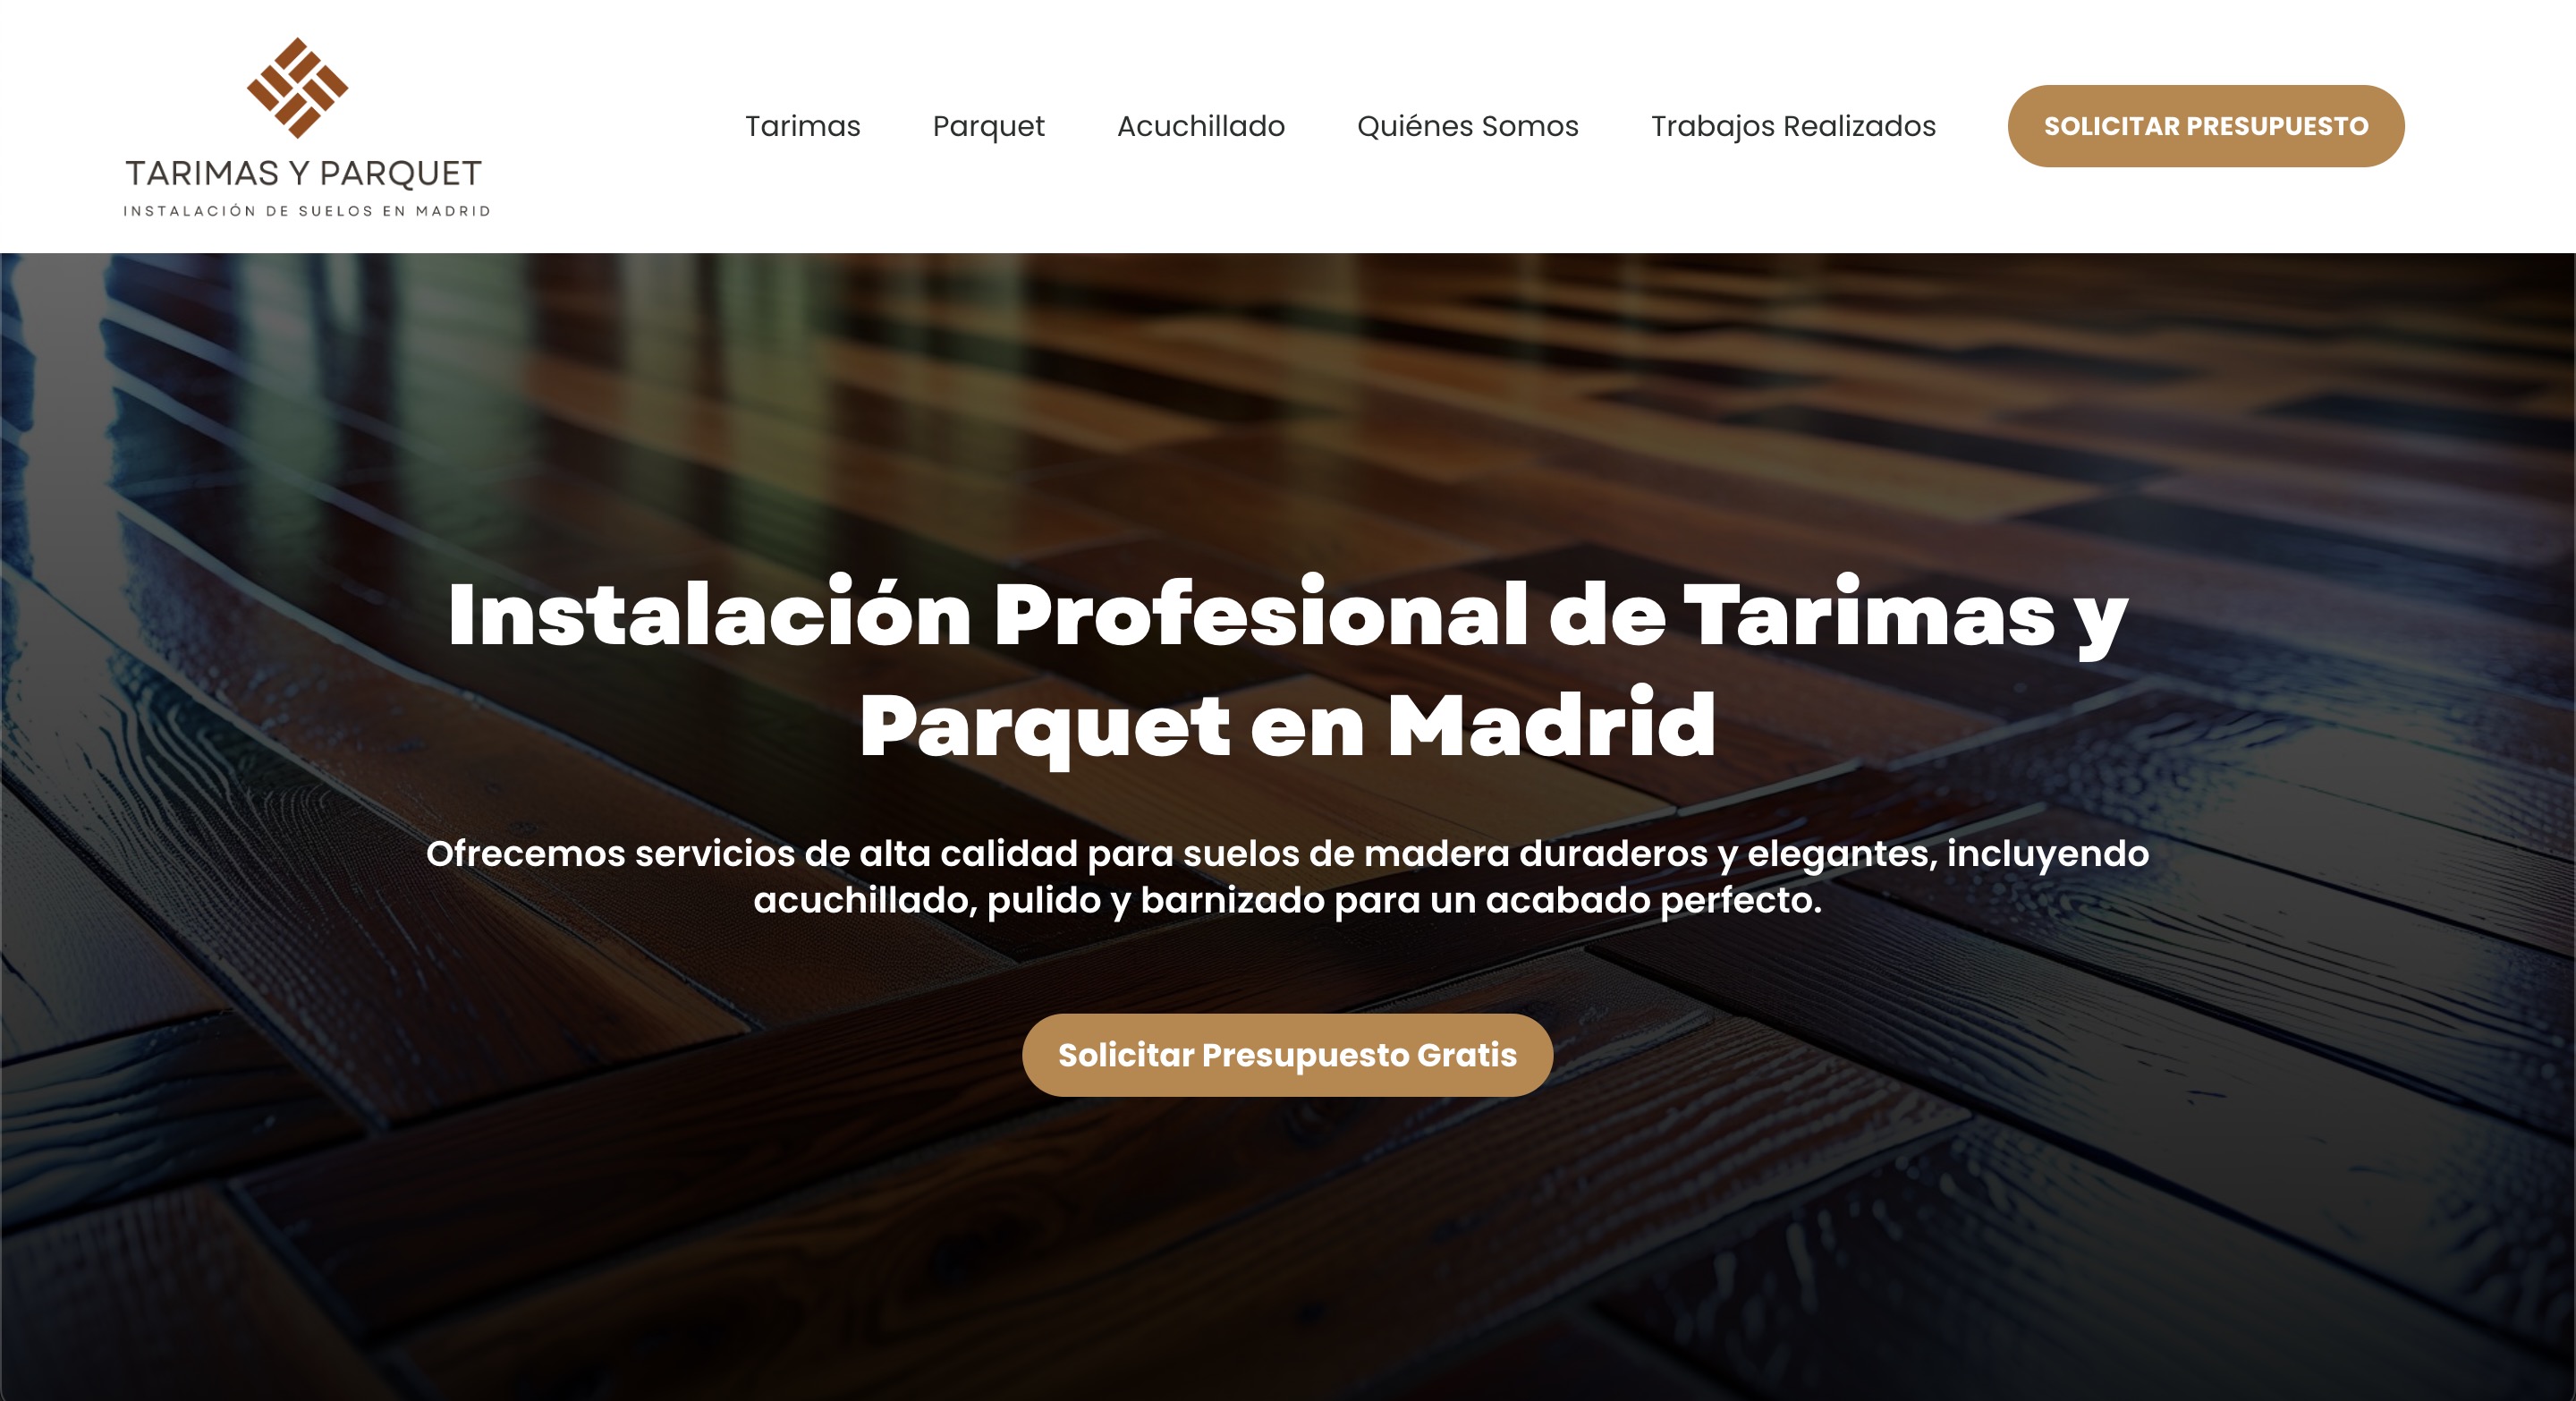 TARIMAS Y PARQUET
INSTALACIÓN DE SUELOS EN MADRID
Tarimas
Parquet
Acuchillado
Quiénes Somos
Trabajos Realizados
SOLICITAR PRESUPUESTO
Instalación Profesional de Tarimas y
Parquet en Madrid
Ofrecemos servicios de alta calidad para suelos de madera duraderos y elegantes, incluyendo
acuchillado, pulido y barnizado para un acabado perfecto.
Solicitar Presupuesto Gratis